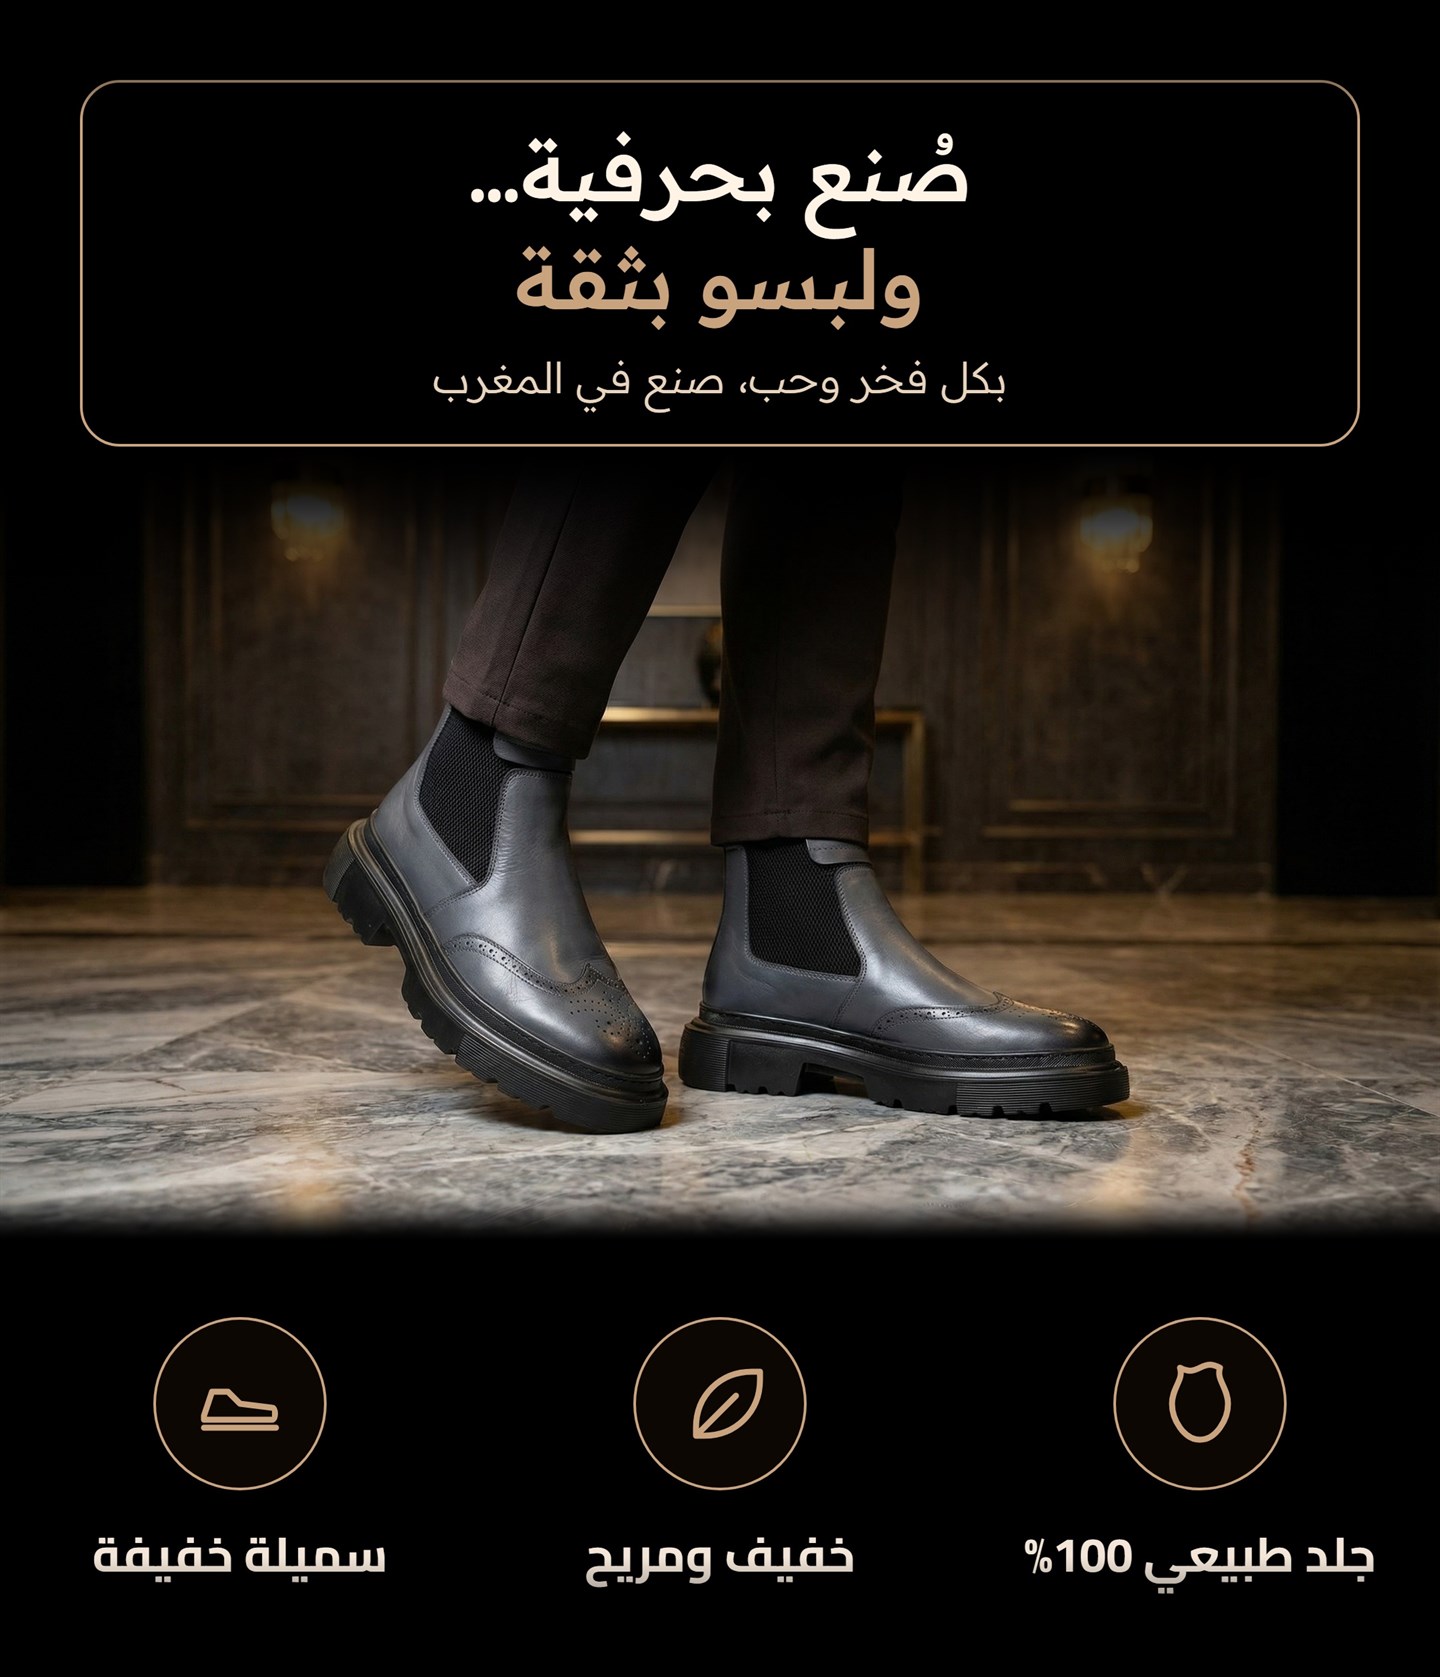 صُنع بحرفية...
ولبسو بثقة
بكل فخر وحب، صنع في المغرب
جلد طبيعي 100%
خفيف ومريح
سميلة خفيفة